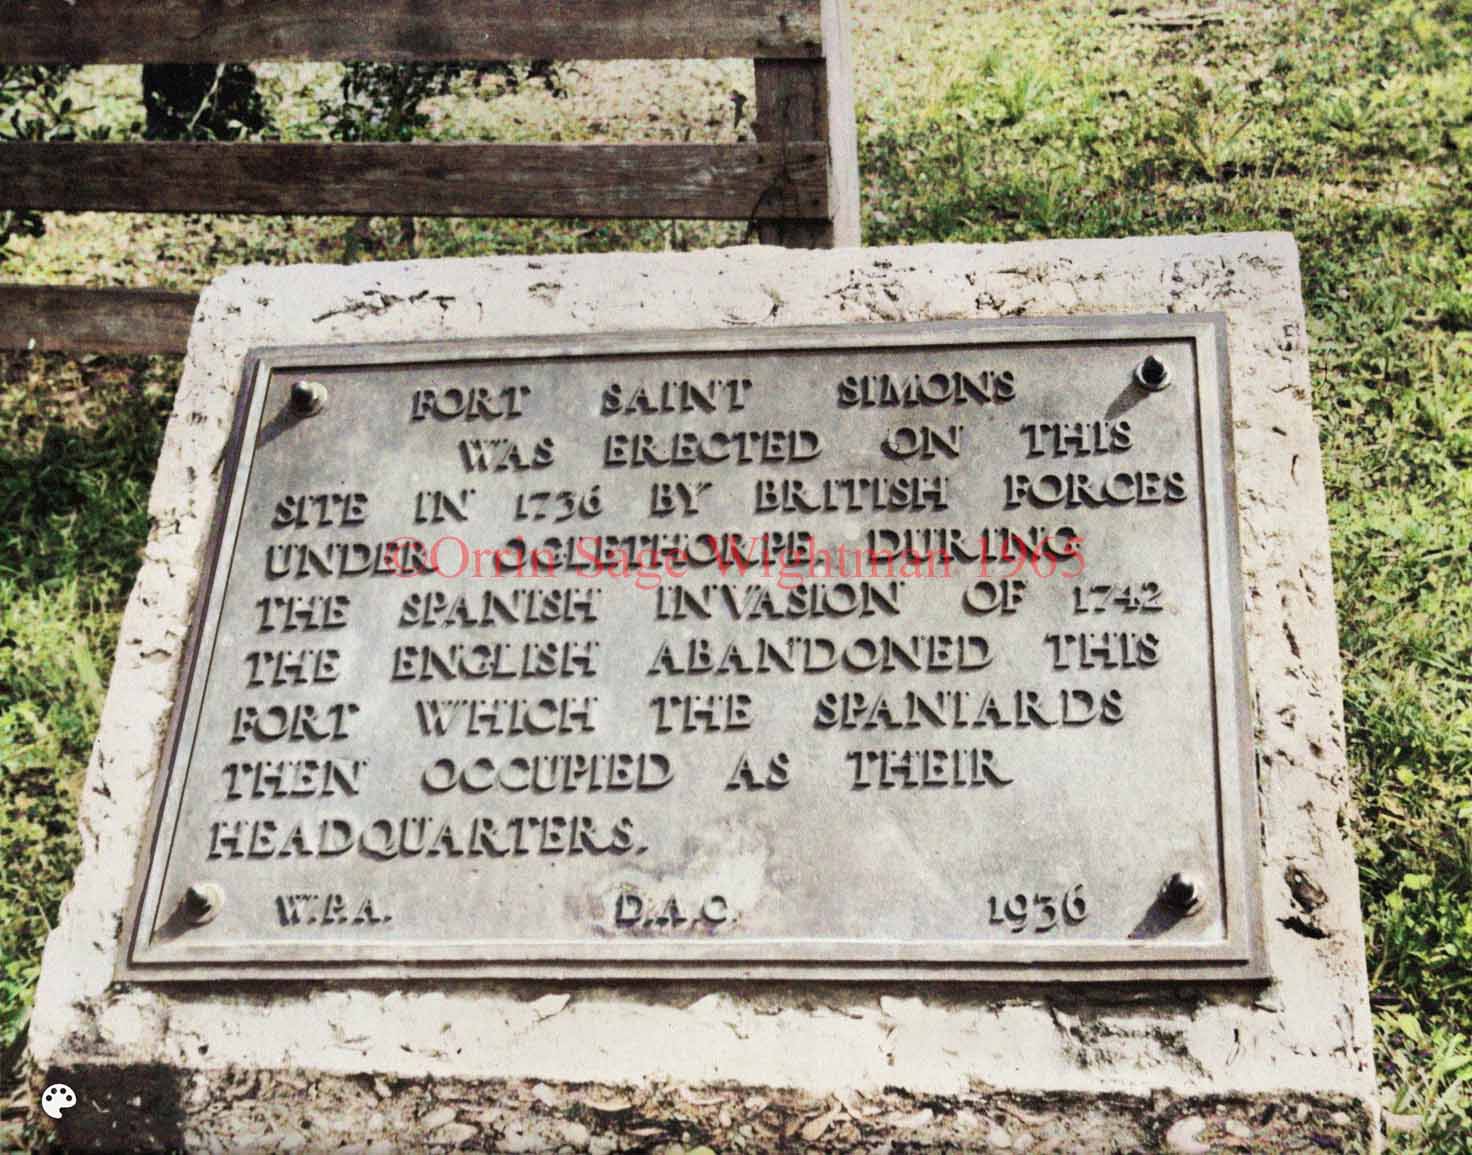 FORT SAINT SIMONS
WAS ERECTED ON THIS
SITE IN 1736 BY BRITISH FORCES
UNDER OGLETHORPE. DURING
©Orrin Sage Wightman 1965
THE SPANISH INVASION OF 1742
THE ENGLISH ABANDONED THIS
FORT WHICH THE SPANIARDS
THEN OCCUPIED AS THEIR
HEADQUARTERS.
W.P.A. D.A.C. 1936